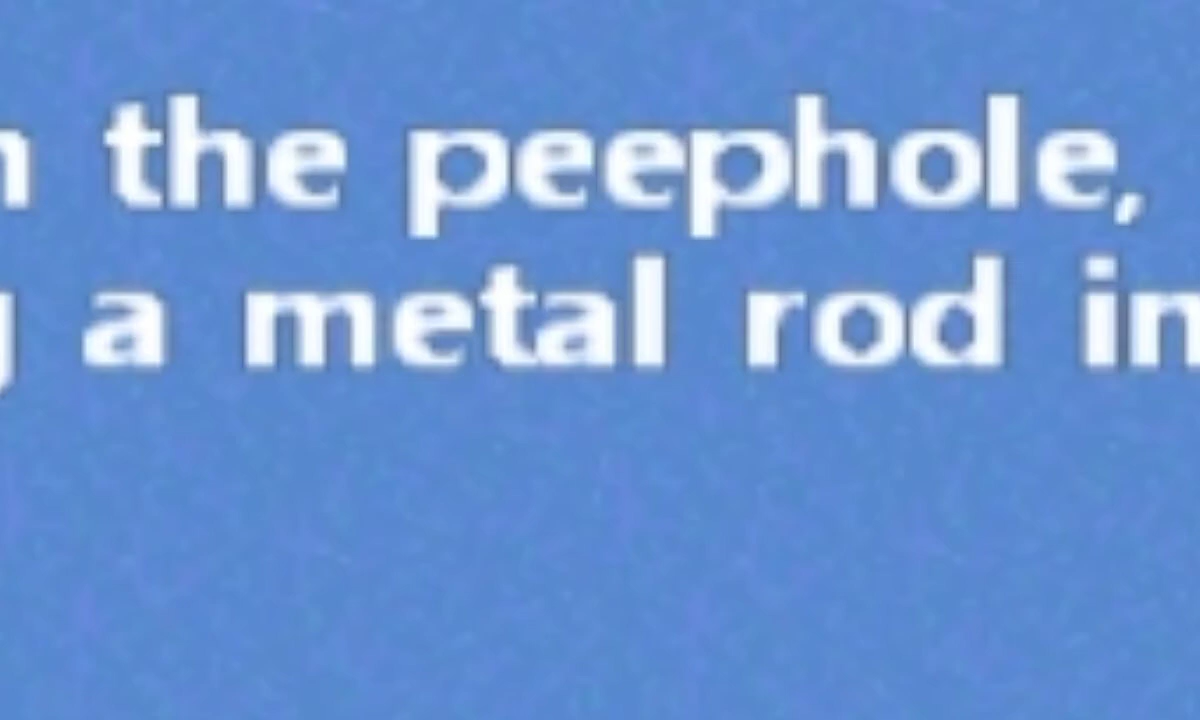 the peephole,
a metal rod in